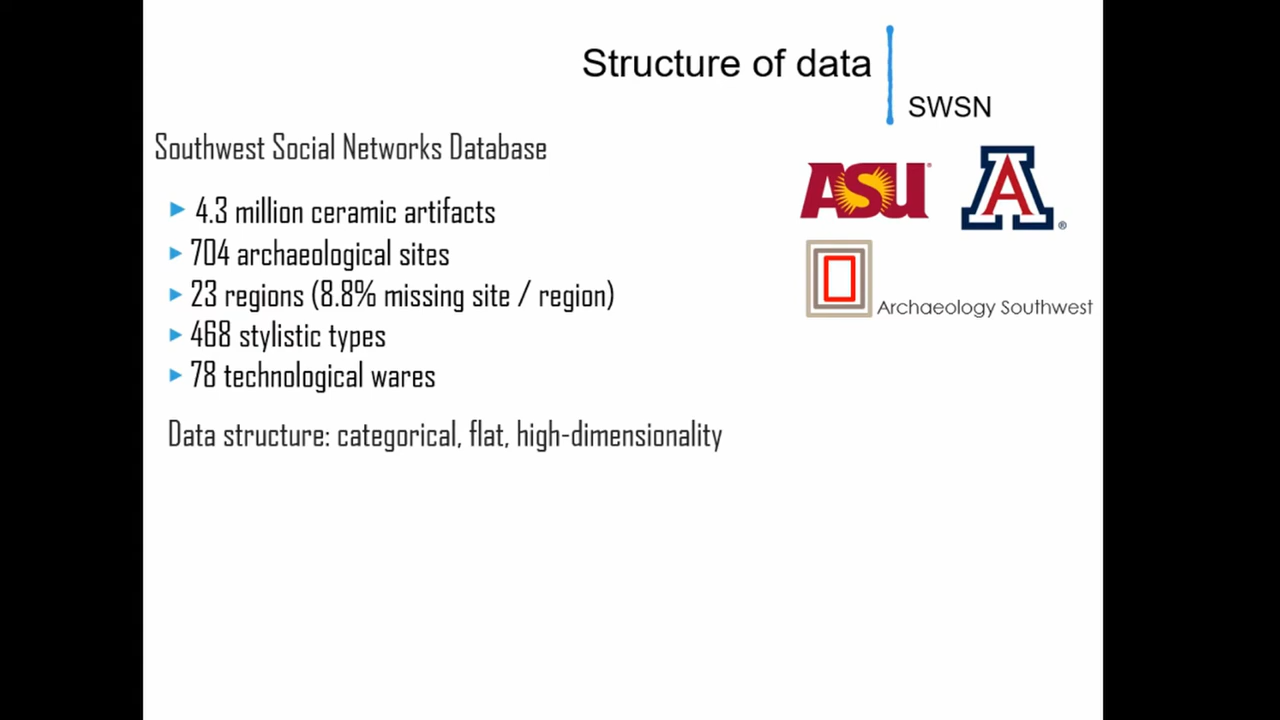 Structure of data
SWSN
Southwest Social Networks Database
4.3 million ceramic artifacts
704 archaeological sites
23 regions (8.8% missing site / region)
468 stylistic types
78 technological wares
Data structure: categorical, flat, high-dimensionality
ASU®
A®
Archaeology Southwest